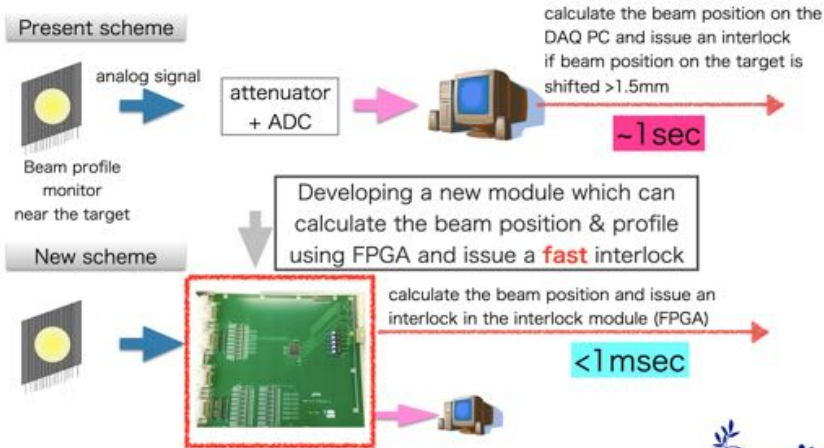 Present scheme
calculate the beam position on the
DAQ PC and issue an interlock
if beam position on the target is
shifted >1.5mm
analog signal
attenuator
+ ADC
~1sec
Beam profile
monitor
near the target
Developing a new module which can
calculate the beam position & profile
using FPGA and issue a fast interlock
New scheme
calculate the beam position and issue an
interlock in the interlock module (FPGA)
<1msec